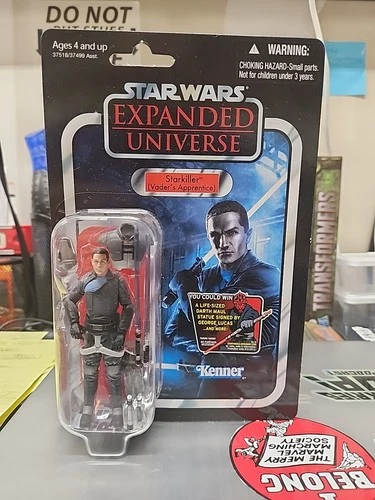 DO NOT
Ages 4 and up
37518/37499 Asst.
WARNING:
CHOKING HAZARD-Small parts.
Not for children under 3 years.
STAR WARS
EXPANDED
UNIVERSE
Starkiller
(Vader's Apprentice)
TRANSFORMERS
YOU COULD WIN
A LIFE-SIZED
DARTH MAUL
STATUE SIGNED BY
GEORGE LUCAS
...AND MORE!
Kenner
THE MERRY
MARVEL
MARCHING
SOCIETY
I
BELONG